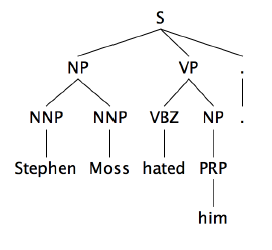 S
NP VP .
NNP NNP VBZ NP .
Stephen Moss hated PRP
him